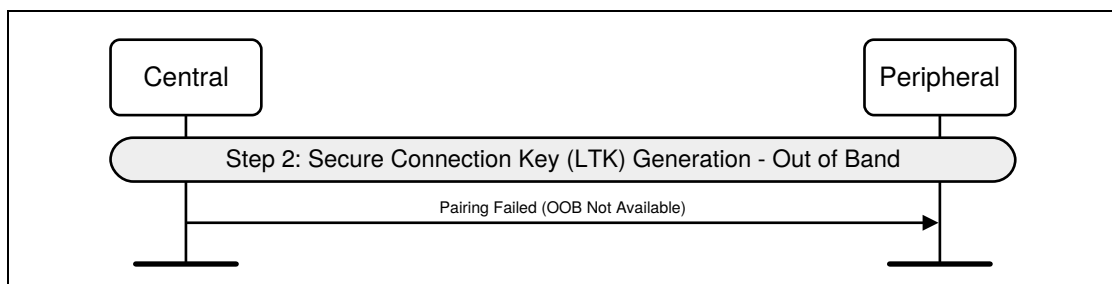 Central
Peripheral
Step 2: Secure Connection Key (LTK) Generation - Out of Band
Pairing Failed (OOB Not Available)